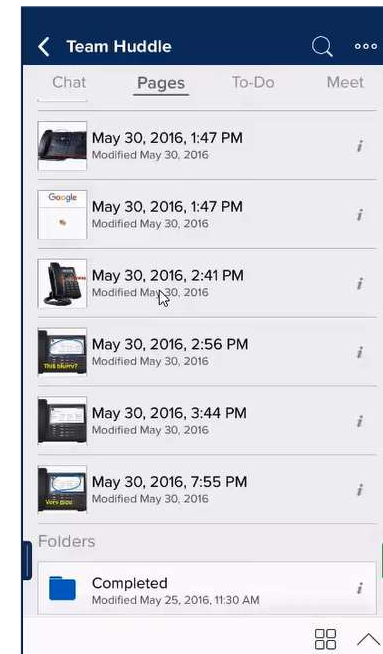 Team Huddle
Chat Pages To-Do Meet
May 30, 2016, 1:47 PM
Modified May 30, 2016
Google
May 30, 2016, 1:47 PM
Modified May 30, 2016
May 30, 2016, 2:41 PM
Modified May 30, 2016
May 30, 2016, 2:56 PM
Modified May 30, 2016
May 30, 2016, 3:44 PM
Modified May 30, 2016
May 30, 2016, 7:55 PM
Modified May 30, 2016
Folders
Completed
Modified May 25, 2016, 11:30 AM